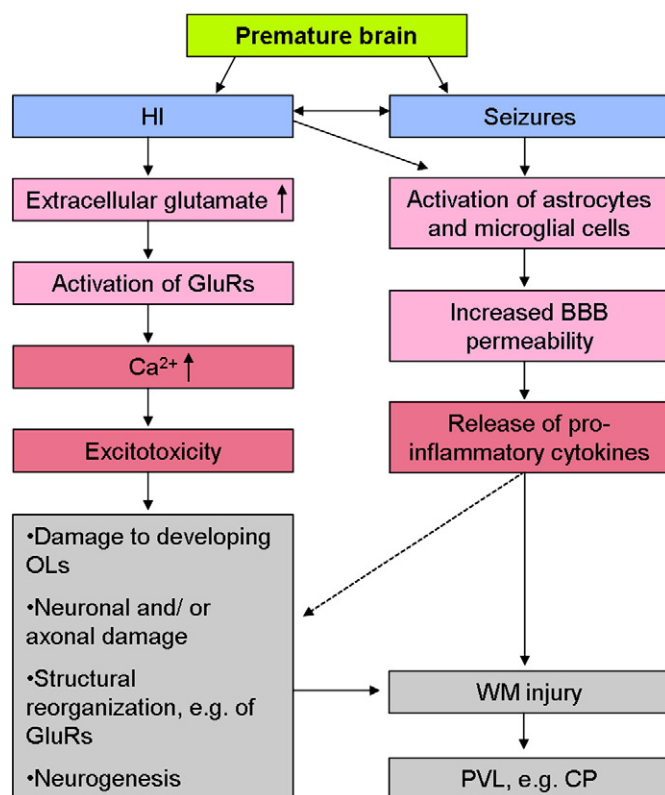 Premature brain
HI
Seizures
Extracellular glutamate ↑
Activation of astrocytes
and microglial cells
Activation of GluRs
Increased BBB
permeability
Ca²⁺ ↑
Release of pro-
inflammatory cytokines
Excitotoxicity
•Damage to developing
OLs
•Neuronal and/ or
axonal damage
•Structural
reorganization, e.g. of
GluRs
•Neurogenesis
WM injury
PVL, e.g. CP